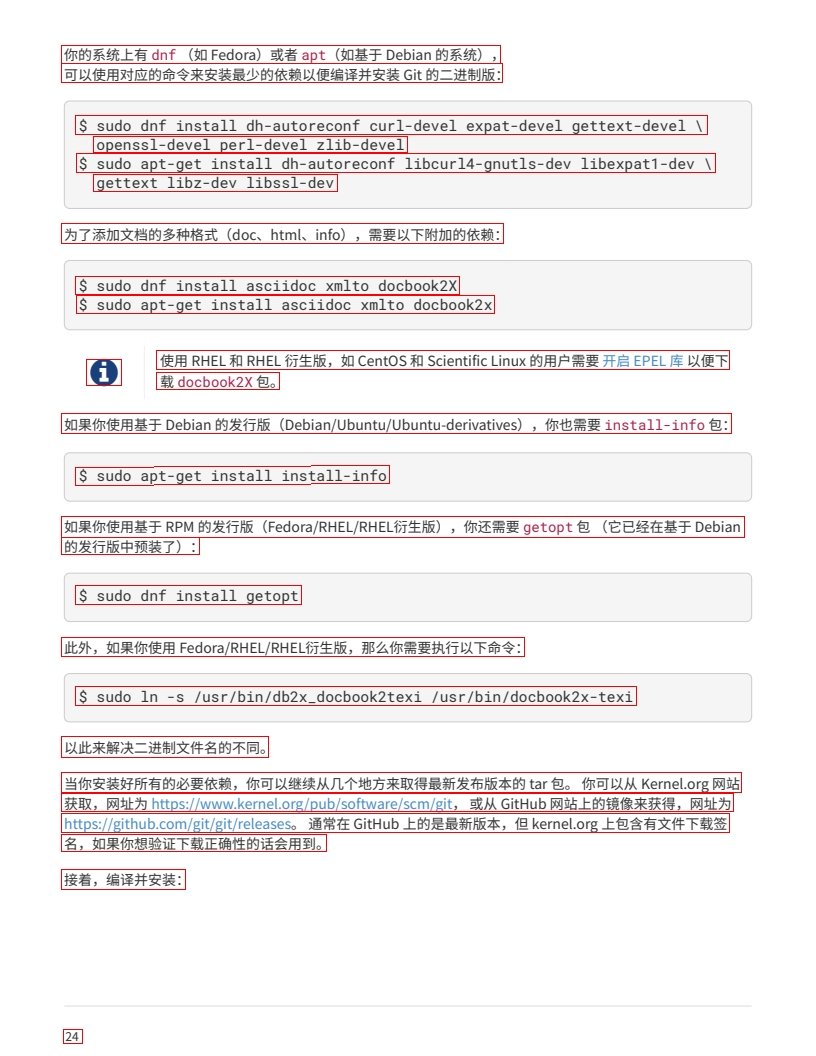 你的系统上有 dnf （如 Fedora）或者 apt（如基于 Debian 的系统），
可以使用对应的命令来安装最少的依赖以便编译并安装 Git 的二进制版：
$ sudo dnf install dh-autoreconf curl-devel expat-devel gettext-devel \
openssl-devel perl-devel zlib-devel
$ sudo apt-get install dh-autoreconf libcurl4-gnutls-dev libexpat1-dev \
gettext libz-dev libssl-dev
为了添加文档的多种格式（doc、html、info），需要以下附加的依赖：
$ sudo dnf install asciidoc xmlto docbook2X
$ sudo apt-get install asciidoc xmlto docbook2x
使用 RHEL 和 RHEL 衍生版，如 CentOS 和 Scientific Linux 的用户需要 开启 EPEL 库 以便下
载 docbook2X 包。
如果你使用基于 Debian 的发行版（Debian/Ubuntu/Ubuntu-derivatives），你也需要 install-info 包：
$ sudo apt-get install install-info
如果你使用基于 RPM 的发行版（Fedora/RHEL/RHEL衍生版），你还需要 getopt 包 （它已经在基于 Debian
的发行版中预装了）：
$ sudo dnf install getopt
此外，如果你使用 Fedora/RHEL/RHEL衍生版，那么你需要执行以下命令：
$ sudo ln -s /usr/bin/db2x_docbook2texi /usr/bin/docbook2x-texi
以此来解决二进制文件名的不同。
当你安装好所有的必要依赖，你可以继续从几个地方来取得最新发布版本的 tar 包。 你可以从 Kernel.org 网站
获取，网址为 https://www.kernel.org/pub/software/scm/git， 或从 GitHub 网站上的镜像来获得，网址为
https://github.com/git/git/releases。 通常在 GitHub 上的是最新版本，但 kernel.org 上包含有文件下载签
名，如果你想验证下载正确性的话会用到。
接着，编译并安装：
24